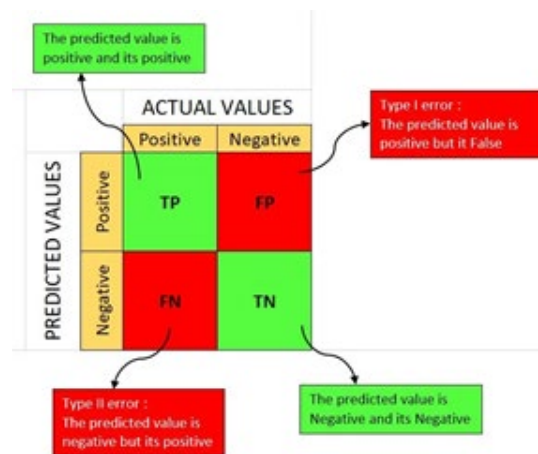 The predicted value is
positive and its positive
ACTUAL VALUES
Positive Negative
PREDICTED VALUES
Positive
TP
FP
Negative
FN
TN
Type I error :
The predicted value is
positive but it False
Type II error :
The predicted value is
negative but its positive
The predicted value is
Negative and its Negative